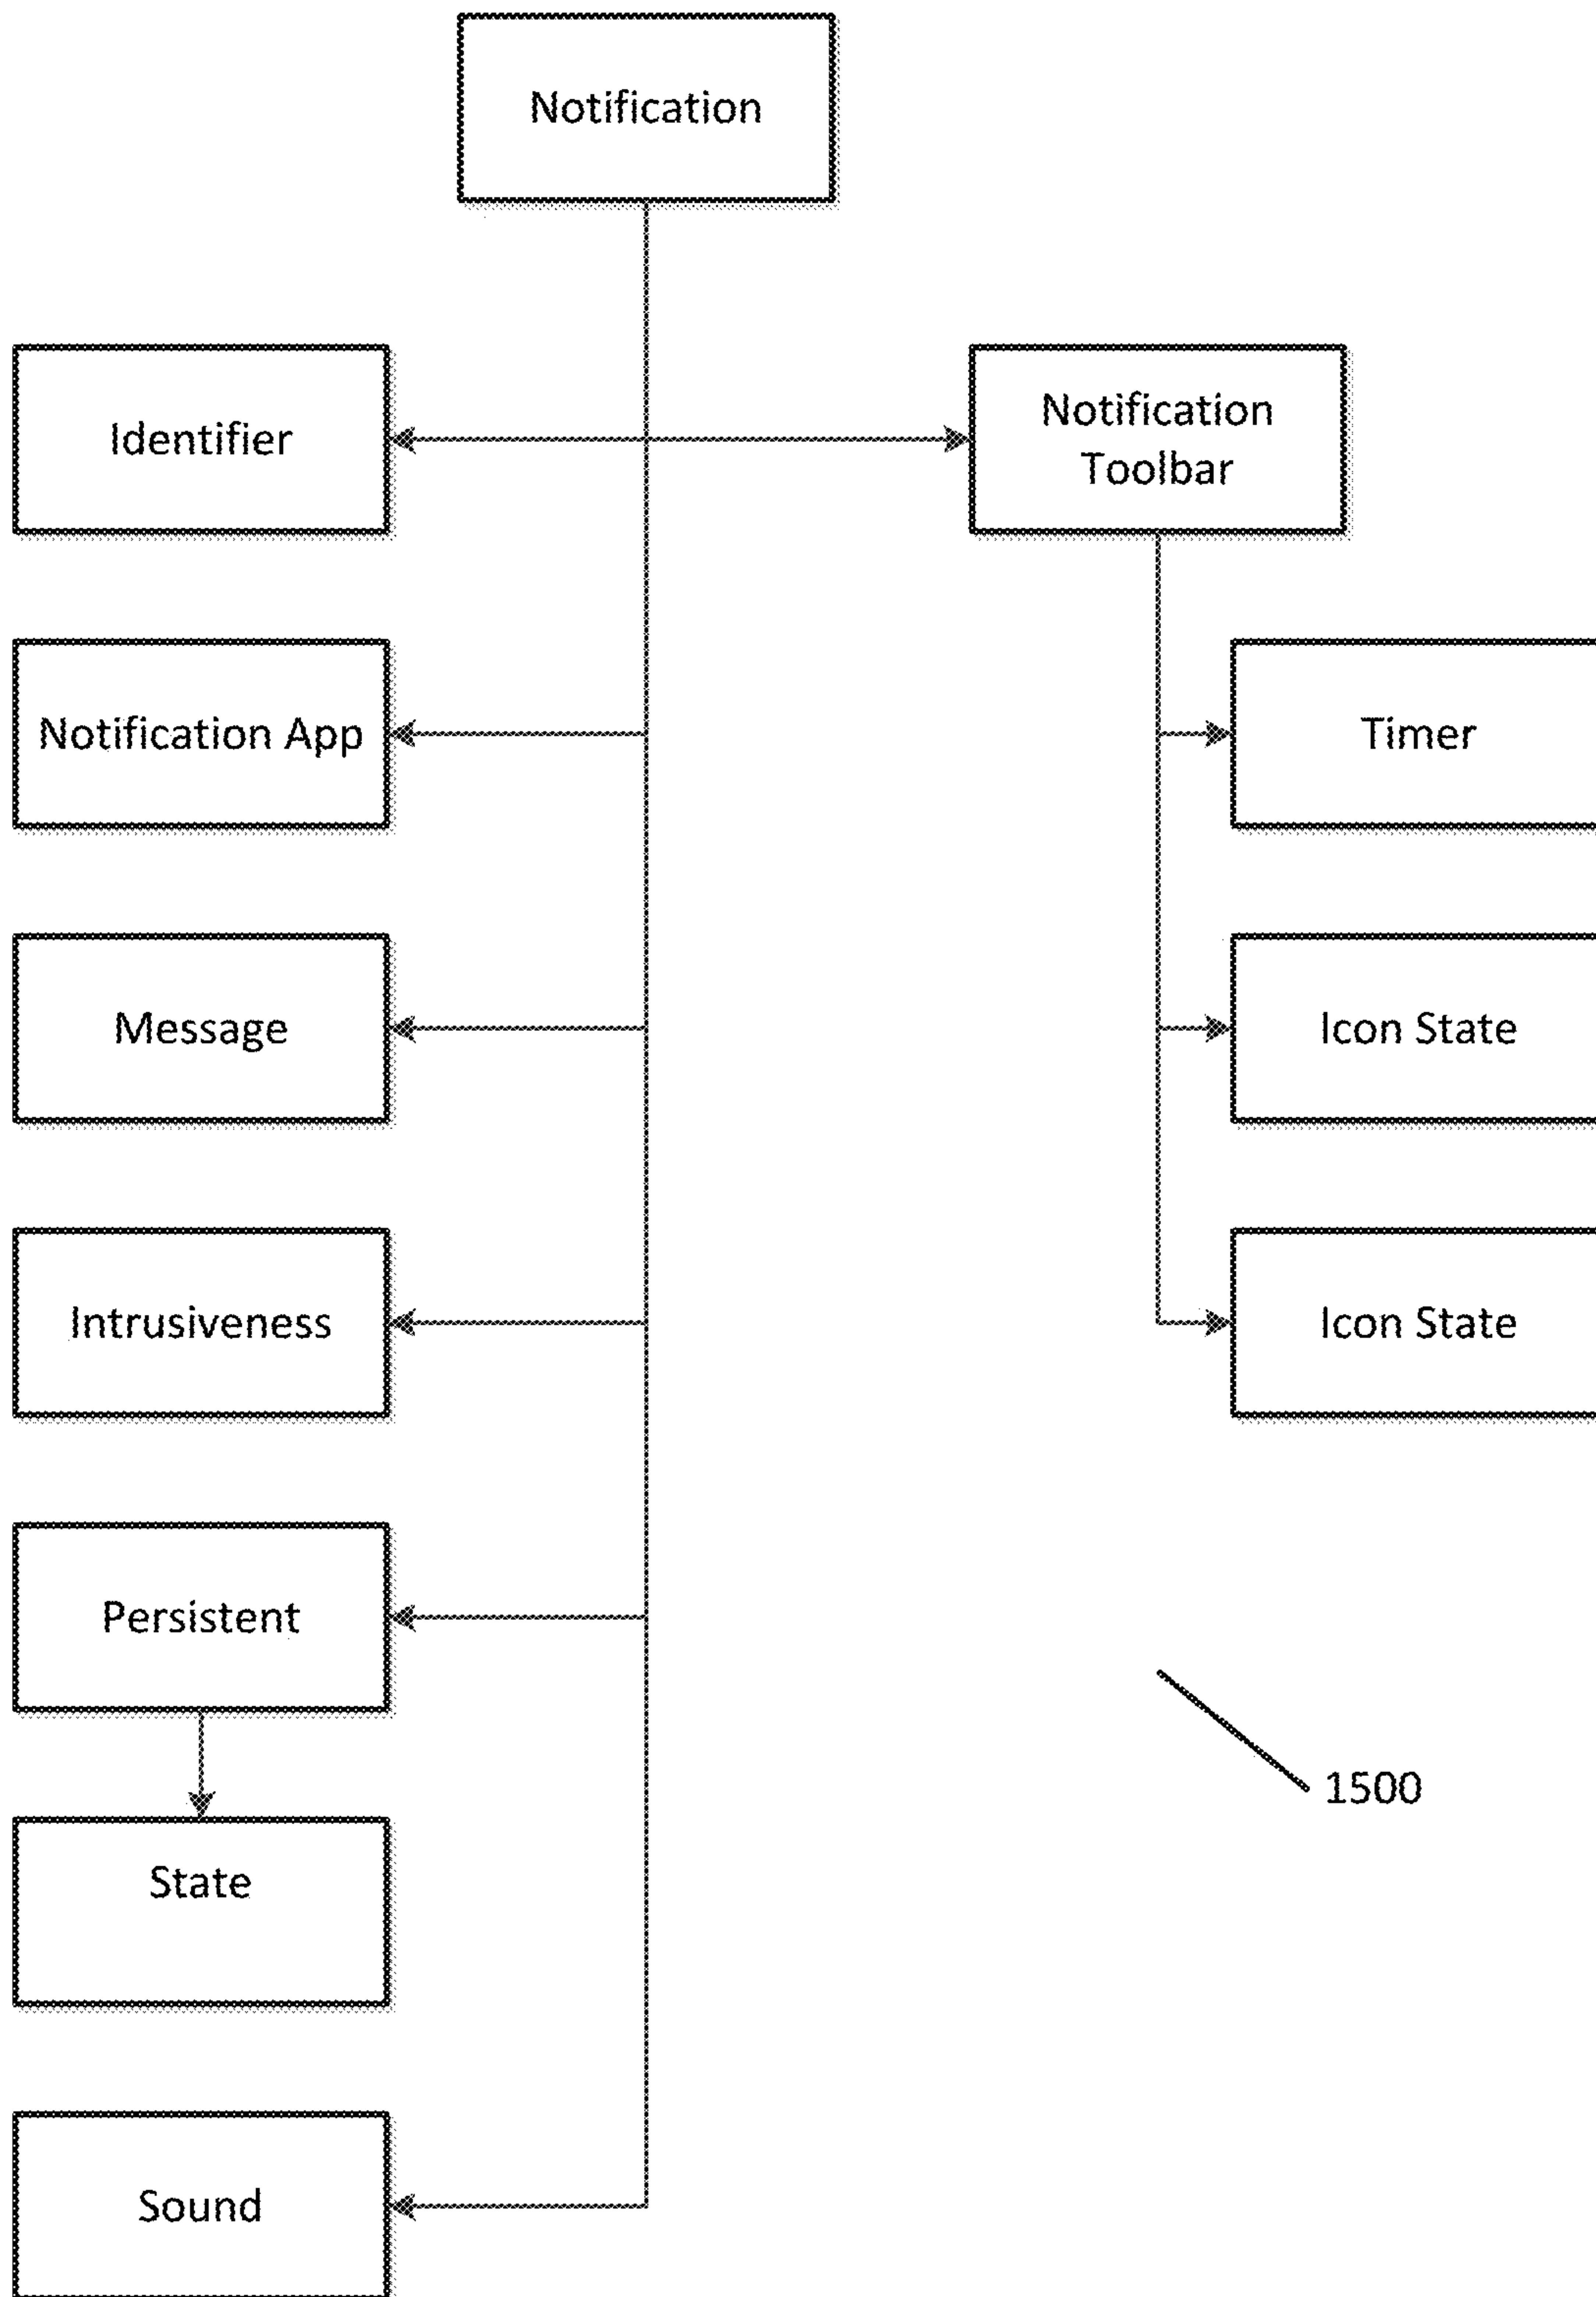 Notification
Identifier
Notification
Toolbar
Notification App
Timer
Message
Icon State
Intrusiveness
Icon State
Persistent
1500
State
Sound